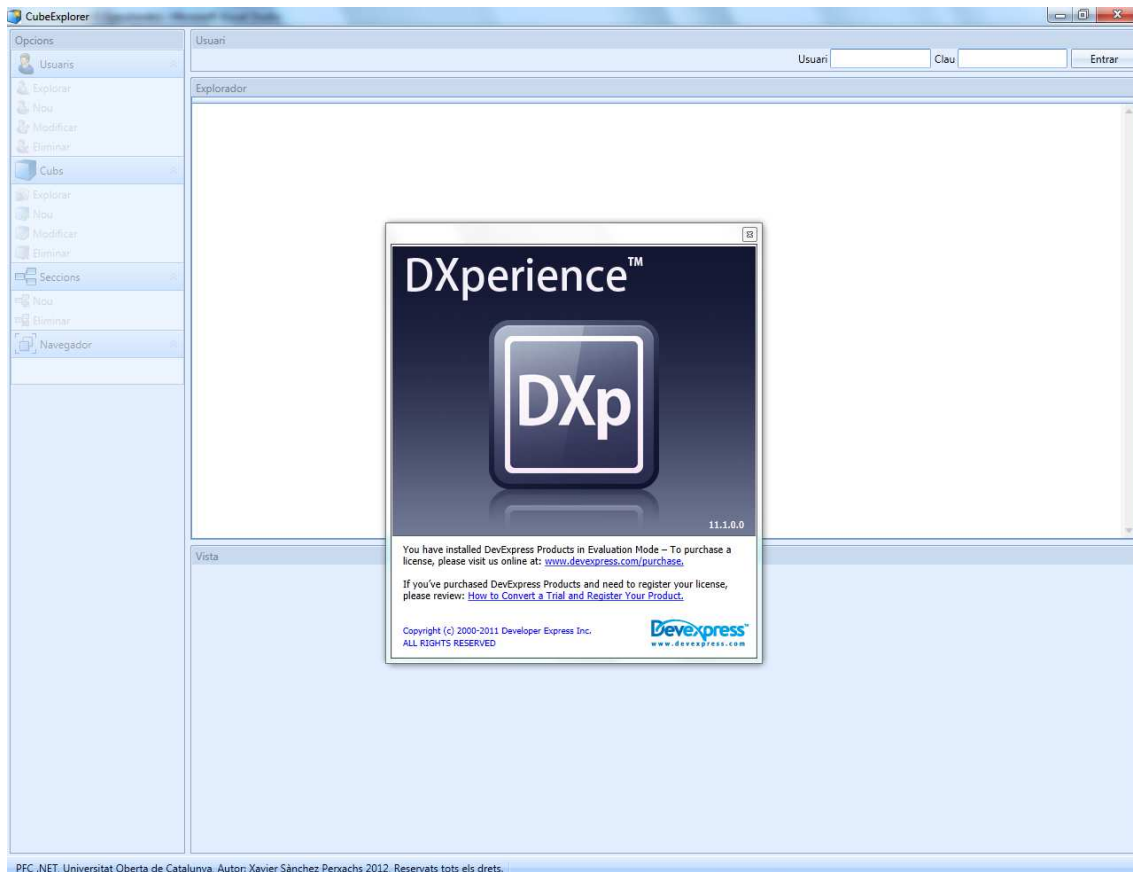 CubeExplorer
Opcions
Usuaris
Explorar
Nou
Modificar
Eliminar
Cubs
Explorar
Nou
Modificar
Eliminar
Seccions
Nou
Eliminar
Navegador
Usuari
Usuari Clau Entrar
Explorador
DXperience™
DXp
11.1.0.0
You have installed DevExpress Products in Evaluation Mode – To purchase a
license, please visit us online at: www.devexpress.com/purchase.
If you've purchased DevExpress Products and need to register your license,
please review: How to Convert a Trial and Register Your Product.
Copyright (c) 2000-2011 Developer Express Inc.
ALL RIGHTS RESERVED
Devexpress™
www.devexpress.com
Vista
PFC .NET. Universitat Oberta de Catalunya. Autor: Xavier Sànchez Perxachs 2012. Reservats tots els drets.